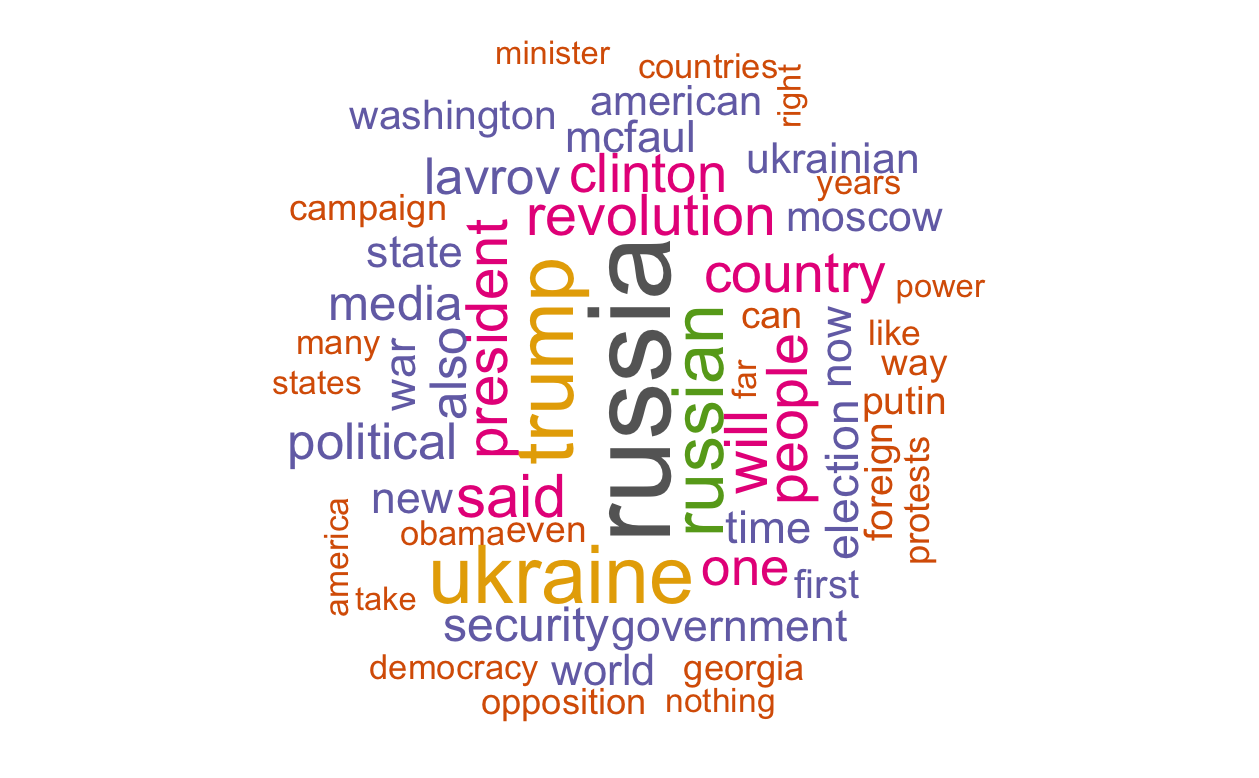 minister
countries
right
american
washington
mcfaul
ukrainian
lavrov
clinton
years
campaign
revolution
moscow
state
president
country
power
media
trump
russia
russian
can
now
like
many
war
also
people
way
states
far
putin
political
will
election
foreign
protests
new
said
time
america
obama
even
ukraine
one
first
take
security
government
democracy
world
georgia
opposition
nothing